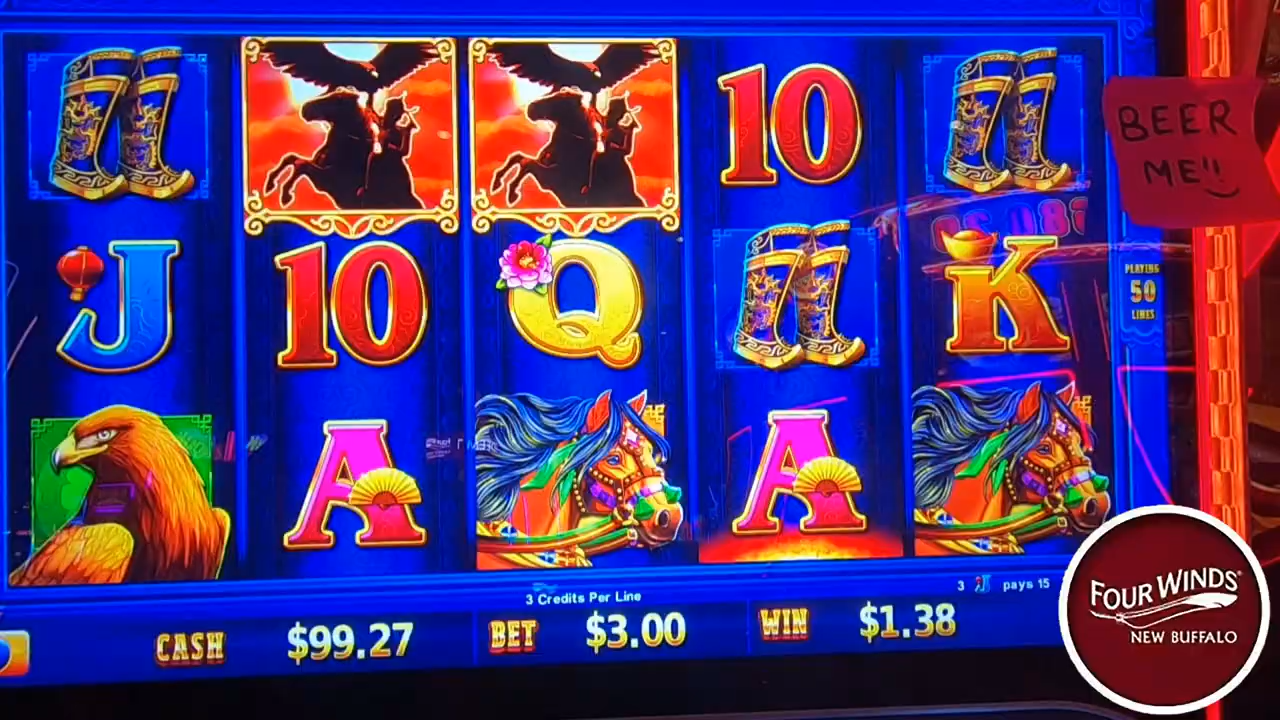 10
BEER
ME!!
J
10
Q
K
PLAYING
50
LINES
A
A
3 Credits Per Line
3 pays 15
CASH $99.27 BET $3.00 WIN $1.38
FOUR WINDS®
NEW BUFFALO